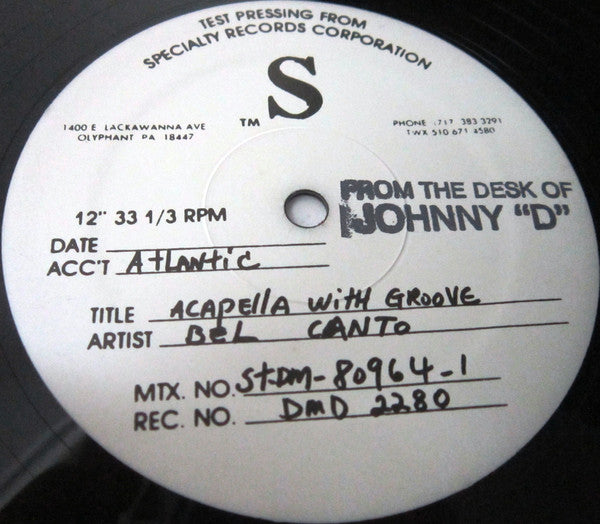 TEST PRESSING FROM
SPECIALTY RECORDS CORPORATION
S
TM
1400 E LACKAWANNA AVE
OLYPHANT PA 18447
PHONE (717 383 3291
TWX 510 671 4580
FROM THE DESK OF
JOHNNY "D"
12" 33 1/3 RPM
DATE
ACC'T Atlantic
TITLE ACApellA With GROOVE
ARTIST BEL CANTO
MTX. NO. St-DM-80964-1
REC. NO. DMD 2280